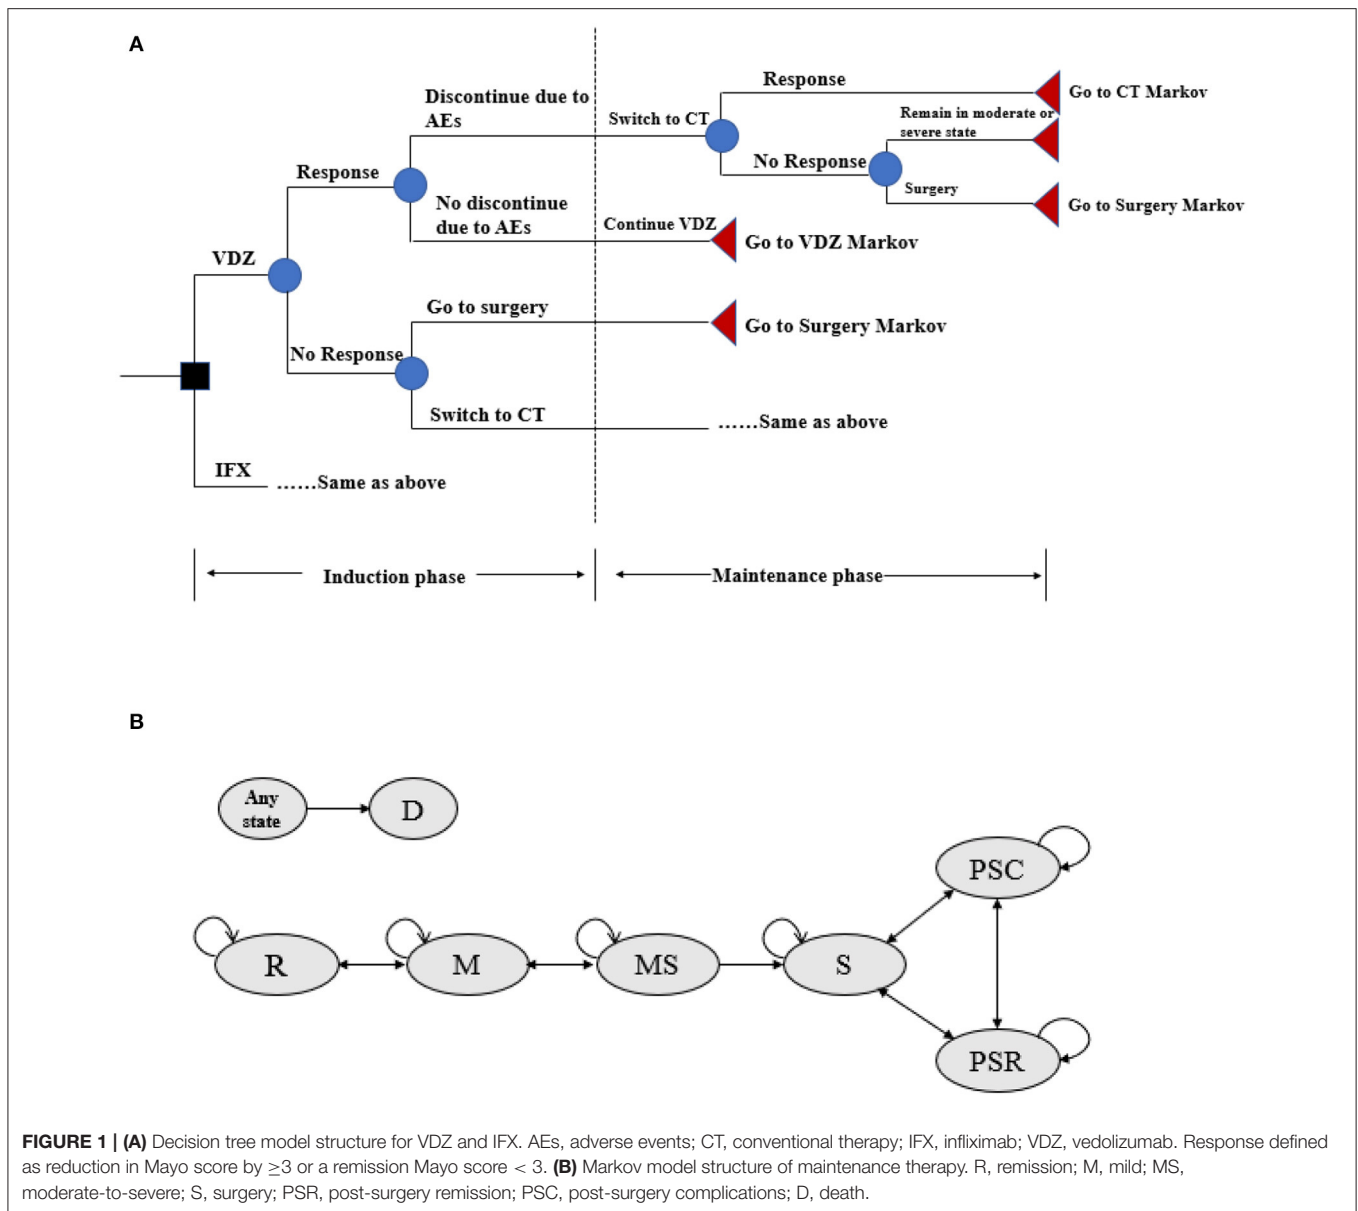 A
Discontinue due to
AEs
Response
No discontinue
due to AEs
VDZ
Go to surgery
No Response
Switch to CT
IFX
......Same as above
Switch to CT
Response
Go to CT Markov
Remain in moderate or
severe state
No Response
Surgery
Go to Surgery Markov
Continue VDZ
Go to VDZ Markov
Go to Surgery Markov
......Same as above
Induction phase
Maintenance phase
B
Any
state
D
PSC
R
M
MS
S
PSR
FIGURE 1 | (A) Decision tree model structure for VDZ and IFX. AEs, adverse events; CT, conventional therapy; IFX, infliximab; VDZ, vedolizumab. Response defined
as reduction in Mayo score by ≥3 or a remission Mayo score < 3. (B) Markov model structure of maintenance therapy. R, remission; M, mild; MS,
moderate-to-severe; S, surgery; PSR, post-surgery remission; PSC, post-surgery complications; D, death.